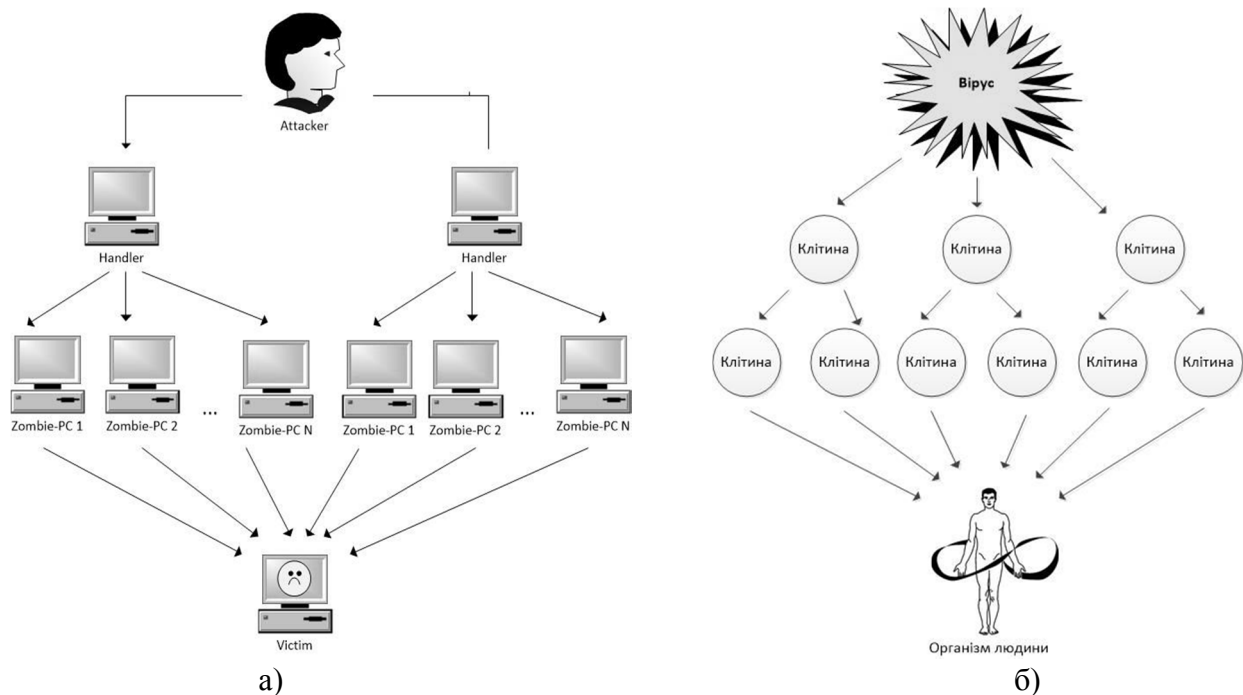 Attacker
Handler
Handler
Zombie-PC 1
Zombie-PC 2
...
Zombie-PC N
Zombie-PC 1
Zombie-PC 2
...
Zombie-PC N
Victim
а)
Вірус
Клітина
Клітина
Клітина
Клітина
Клітина
Клітина
Клітина
Клітина
Клітина
Організм людини
б)